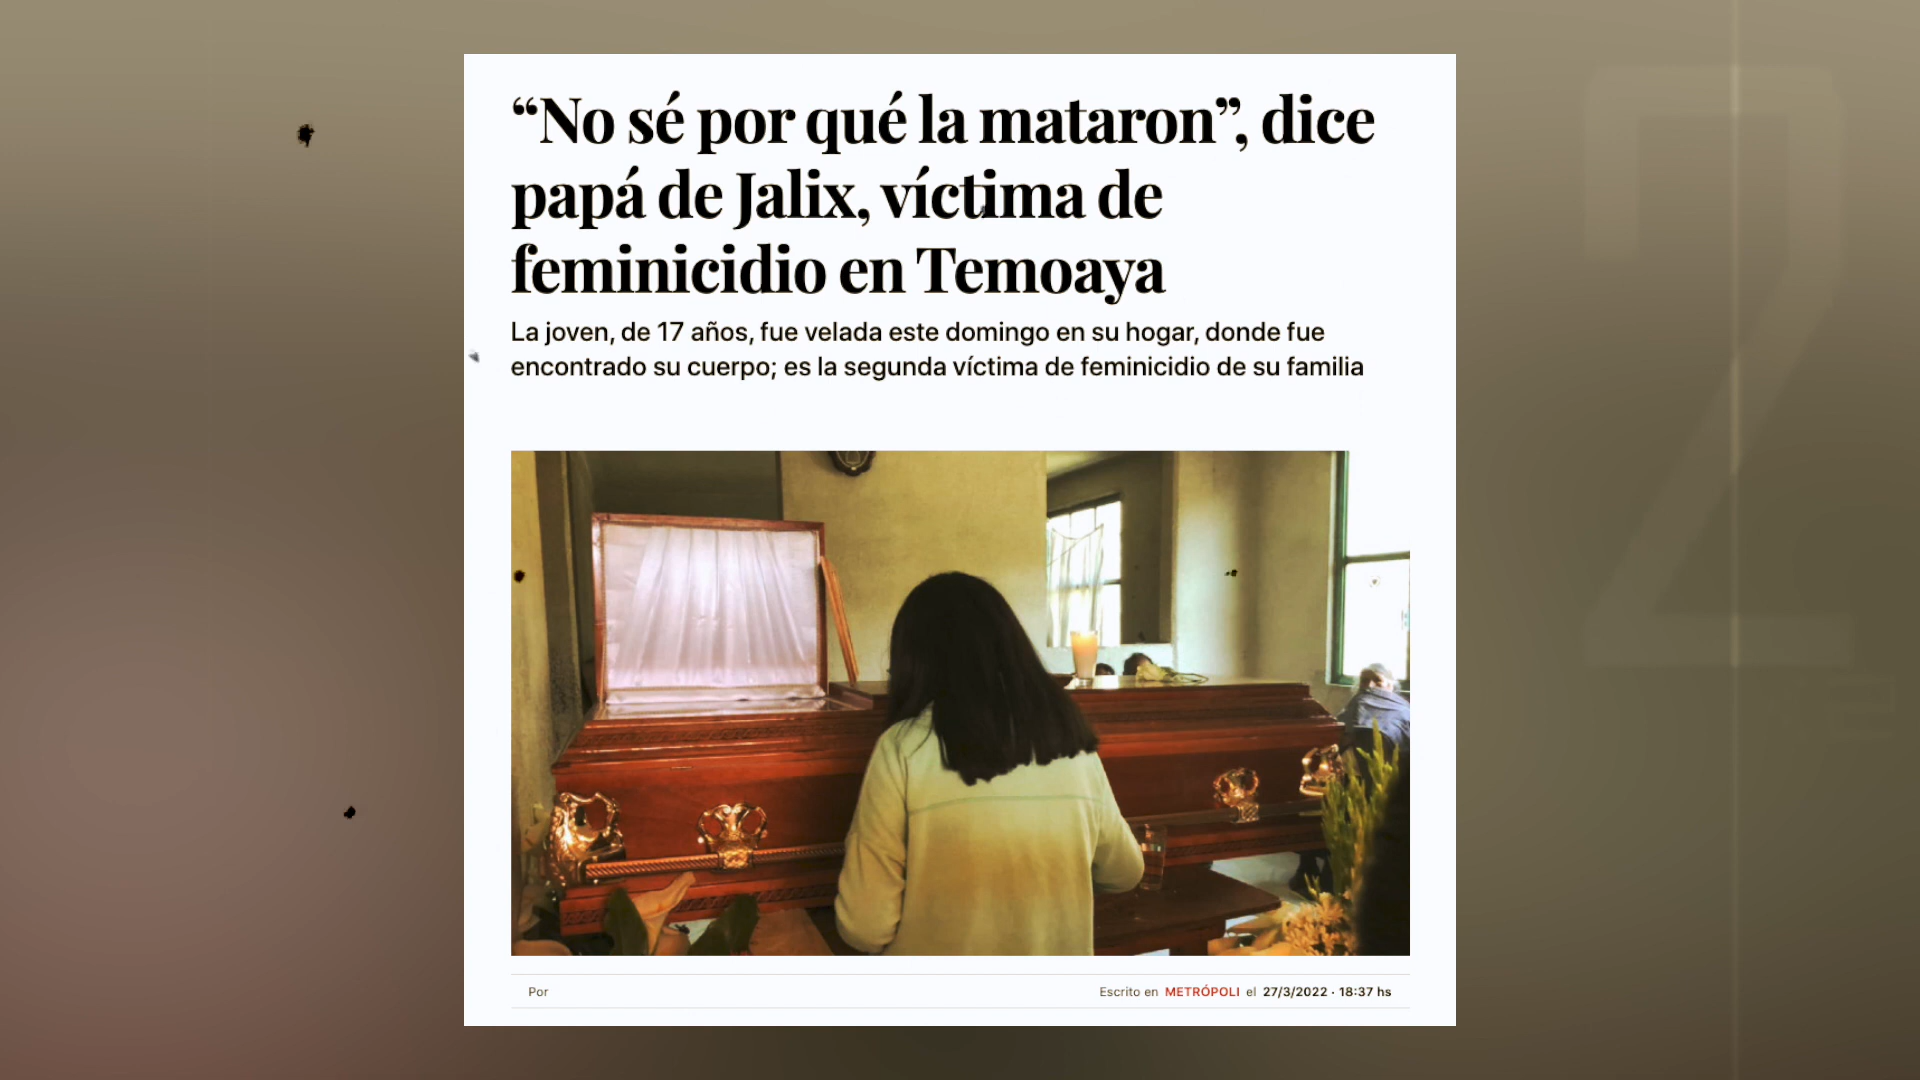 “No sé por qué la mataron”, dice
papá de Jalix, víctima de
feminicidio en Temoaya
La joven, de 17 años, fue velada este domingo en su hogar, donde fue
encontrado su cuerpo; es la segunda víctima de feminicidio de su familia
Por
Escrito en METRÓPOLI el 27/3/2022 · 18:37 hs
2